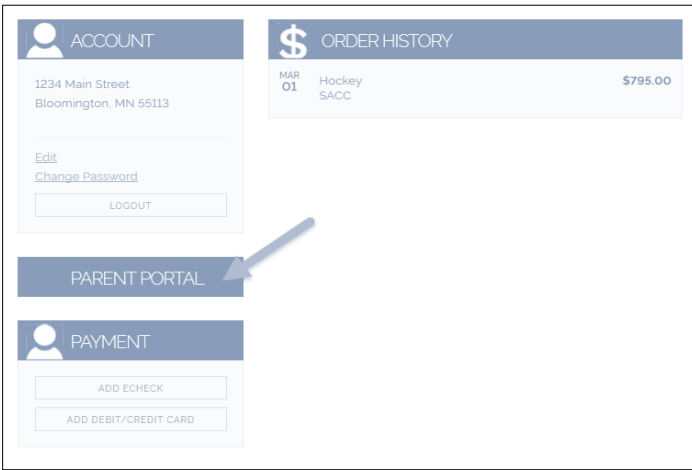 ACCOUNT
1234 Main Street
Bloomington, MN 55113
Edit
Change Password
LOGOUT
PARENT PORTAL
PAYMENT
ADD ECHECK
ADD DEBIT/CREDIT CARD
$ ORDER HISTORY
MAR
01
Hockey
SACC
$795.00